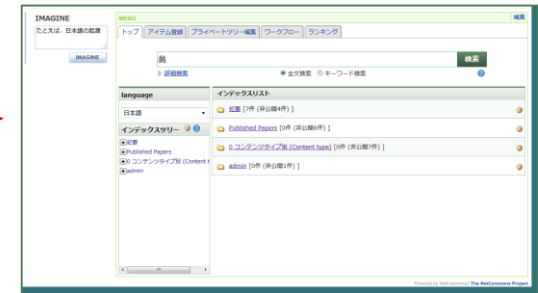 IMAGINE
たとえば、日本語の起源
IMAGINE
WEKO
編集
トップ
アイテム登録
プライベートツリー編集
ワークフロー
ランキング
検索
詳細検索
全文検索
キーワード検索
language
日本語
インデックスツリー
紀要
Published Papers
0 コンテンツタイプ別 (Content t
admin
インデックスリスト
紀要 [7件 (非公開4件) ]
Published Papers [0件 (非公開6件) ]
0 コンテンツタイプ別 (Content type) [0件 (非公開7件) ]
admin [0件 (非公開1件) ]
Powered by NetCommons2 The NetCommons Project